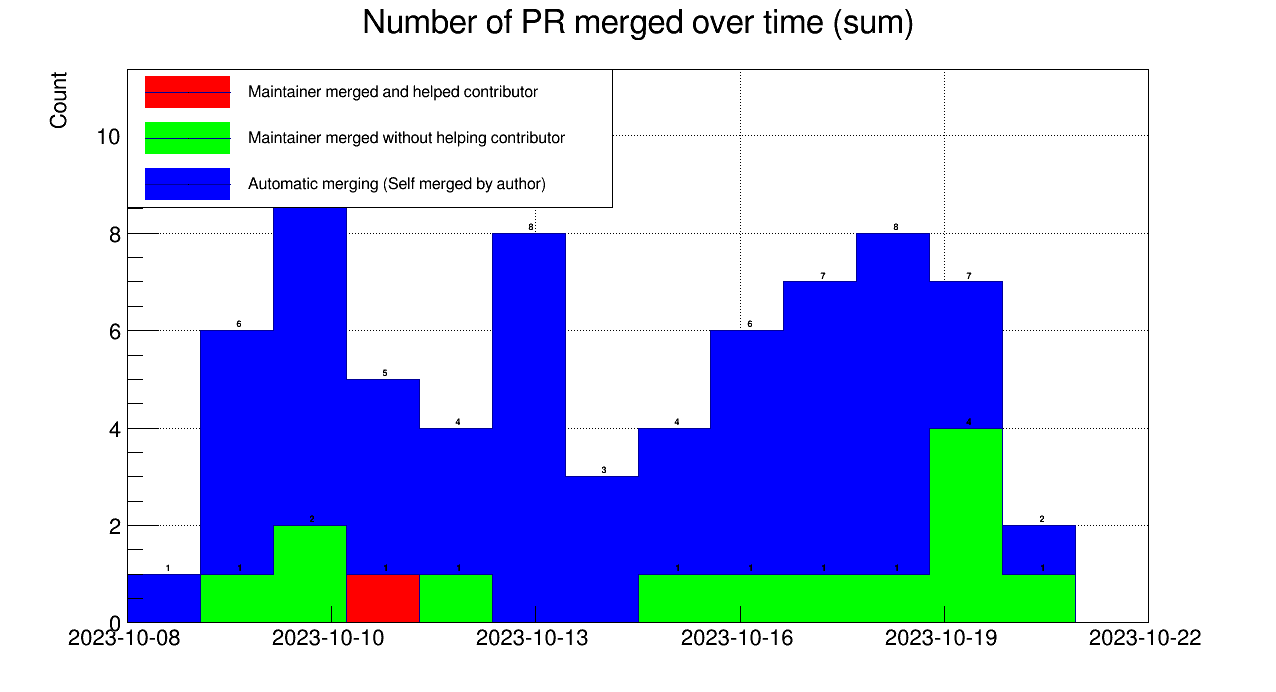 Number of PR merged over time (sum)
Count
Maintainer merged and helped contributor
Maintainer merged without helping contributor
Automatic merging (Self merged by author)
10
8
6
4
2
0
8 8
7 7
6 6
5
4 4 4
3
2 2
1 1 1 1 1 1 1 1 1 1
2023-10-08 2023-10-10 2023-10-13 2023-10-16 2023-10-19 2023-10-22